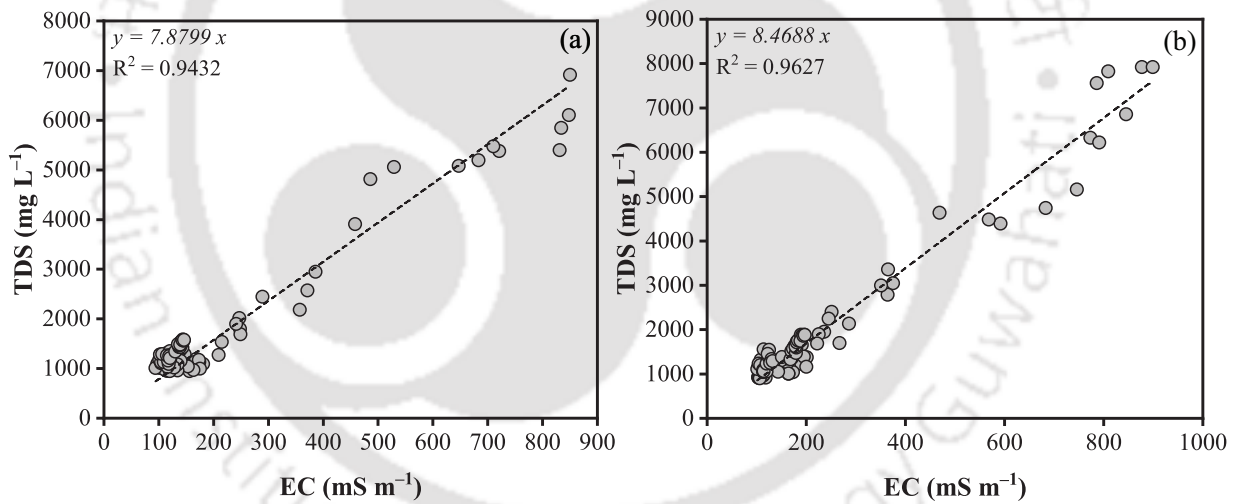 y = 7.8799 x
R² = 0.9432
(a)
8000
7000
6000
5000
4000
3000
2000
1000
0
TDS (mg L⁻¹)
0 100 200 300 400 500 600 700 800 900
EC (mS m⁻¹)
y = 8.4688 x
R² = 0.9627
(b)
9000
8000
7000
6000
5000
4000
3000
2000
1000
0
TDS (mg L⁻¹)
0 200 400 600 800 1000
EC (mS m⁻¹)
Indian
Guwahati